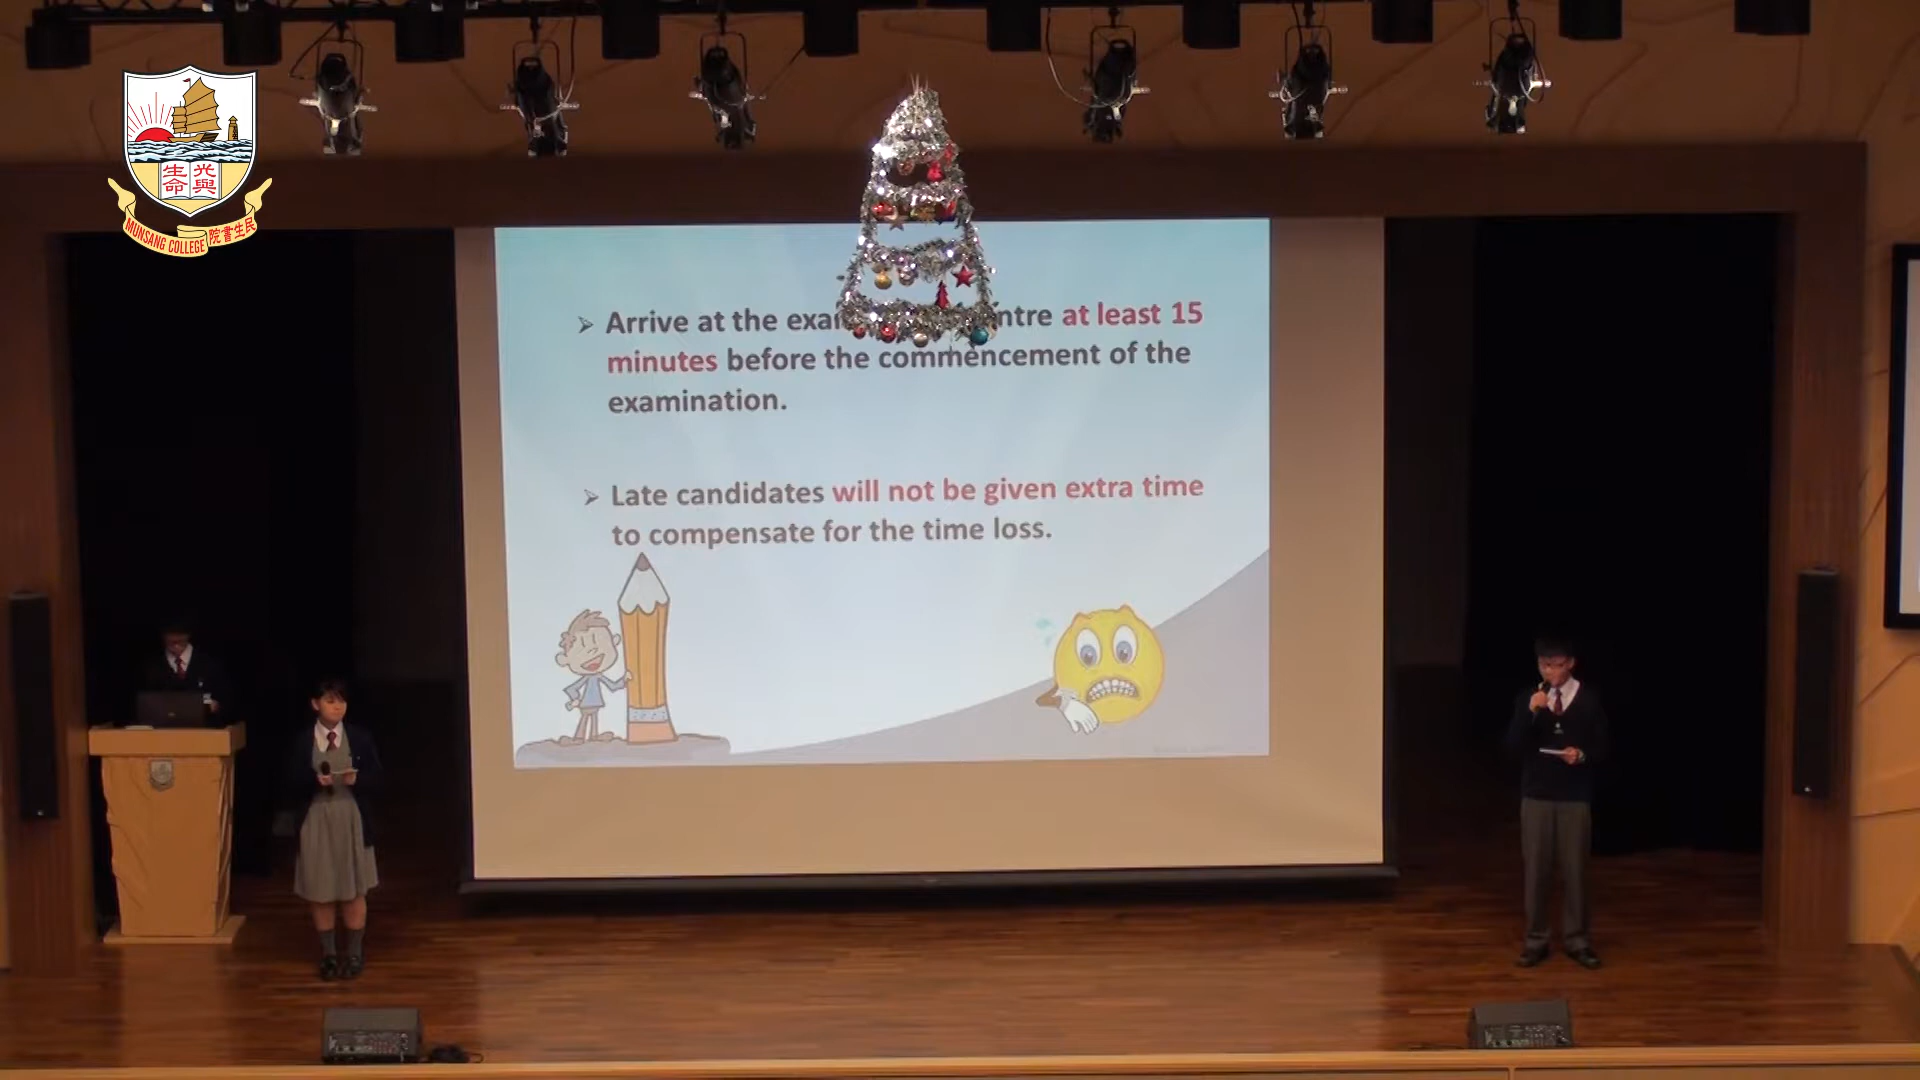 光與
生命
MUNSANG COLLEGE 民生書院
Arrive at the exa ntre at least 15
minutes before the commencement of the
examination.
Late candidates will not be given extra time
to compensate for the time loss.